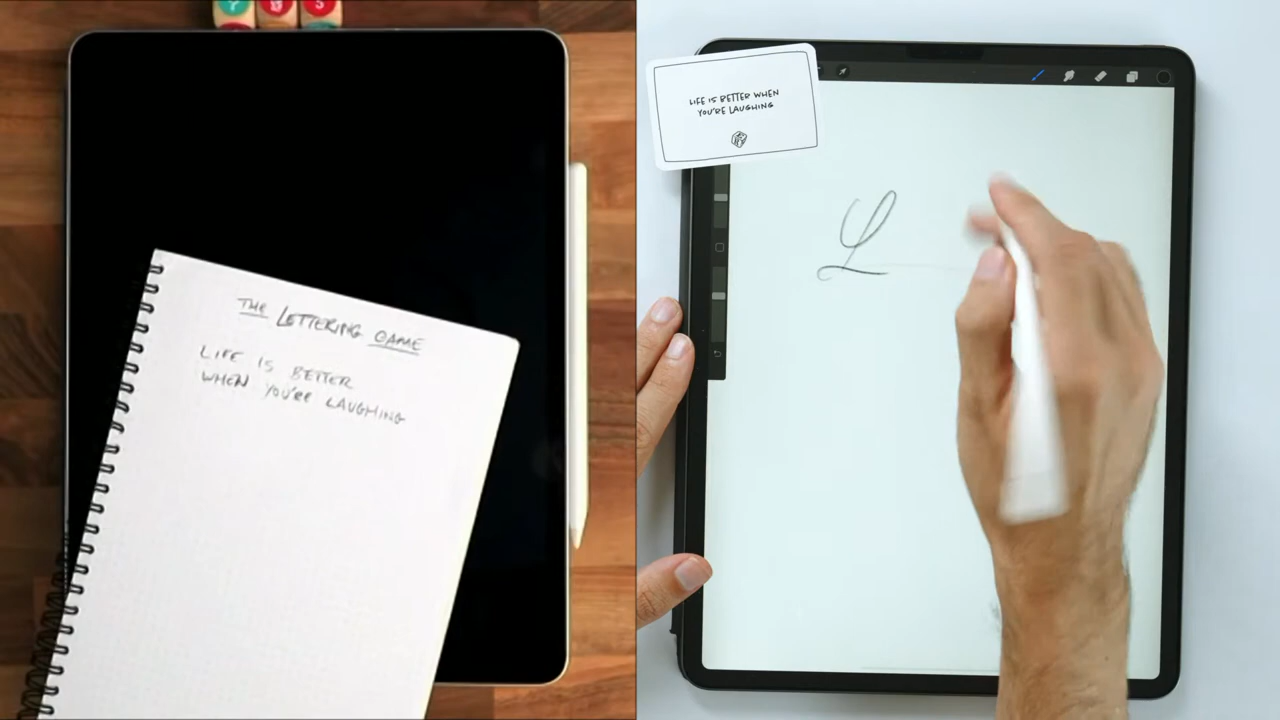 THE LETTERING GAME
LIFE IS BETTER
WHEN YOU'RE LAUGHING
LIFE IS BETTER WHEN
YOU'RE LAUGHING
L